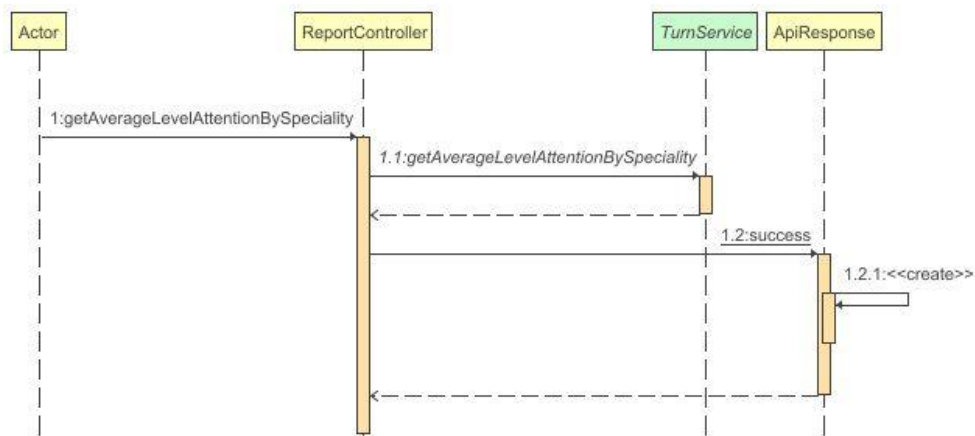 Actor
ReportController
TurnService
ApiResponse
1:getAverageLevelAttentionBySpeciality
1.1:getAverageLevelAttentionBySpeciality
1.2:success
1.2.1:<<create>>